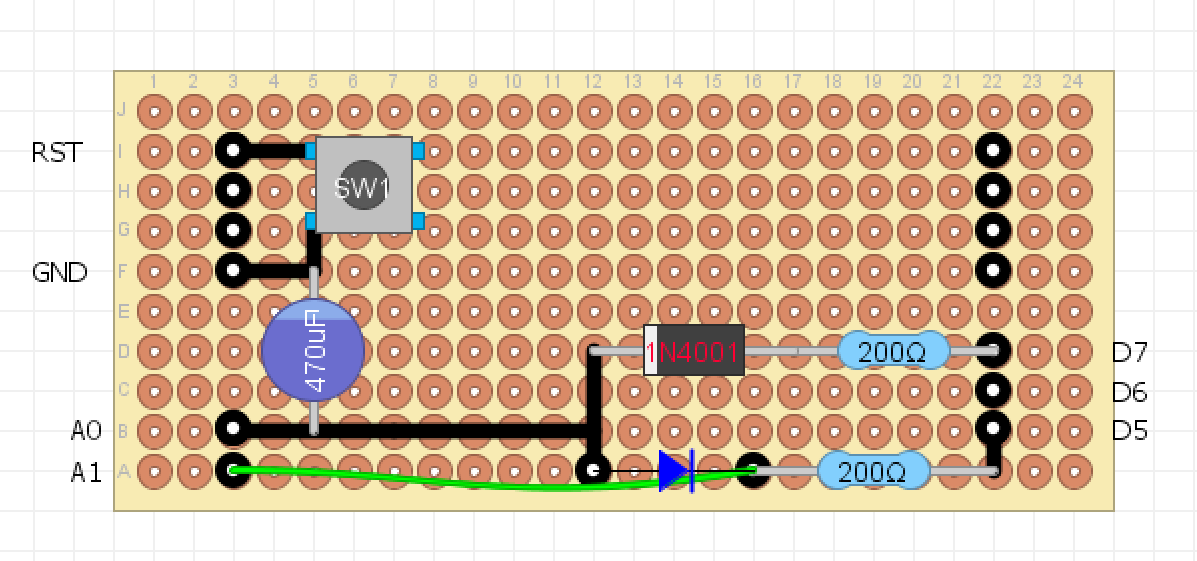 1 2 3 4 5 6 7 8 9 10 11 12 13 14 15 16 17 18 19 20 21 22 23 24
J
RST I
SW1
H
G
GND F
E
470uF
D 1N4001 200Ω D7
C D6
A0 B D5
A1 A 200Ω